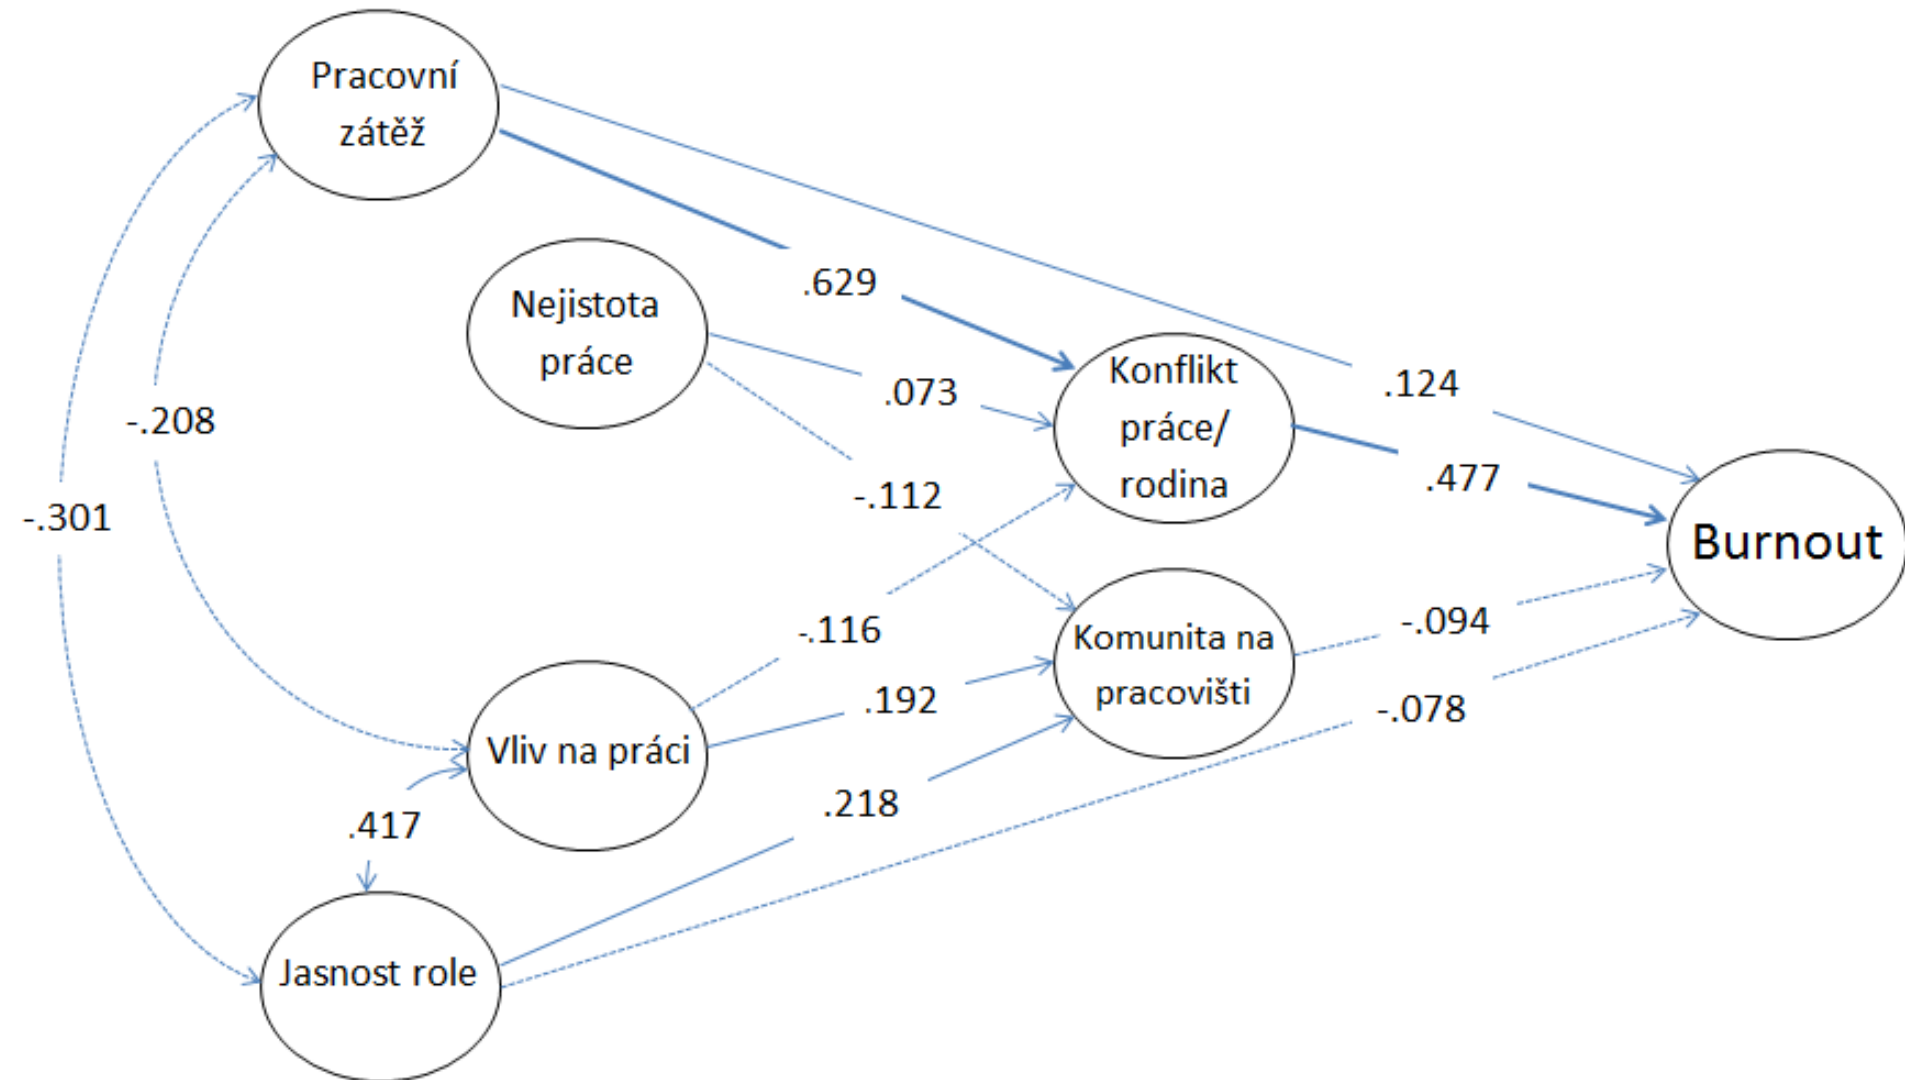 Pracovní
zátěž
Nejistota
práce
.629
.073
Konflikt
práce/
rodina
.124
-.208
-.112
.477
-.301
Burnout
-.116
Komunita na
pracovišti
-.094
.192
-.078
Vliv na práci
.218
.417
Jasnost role